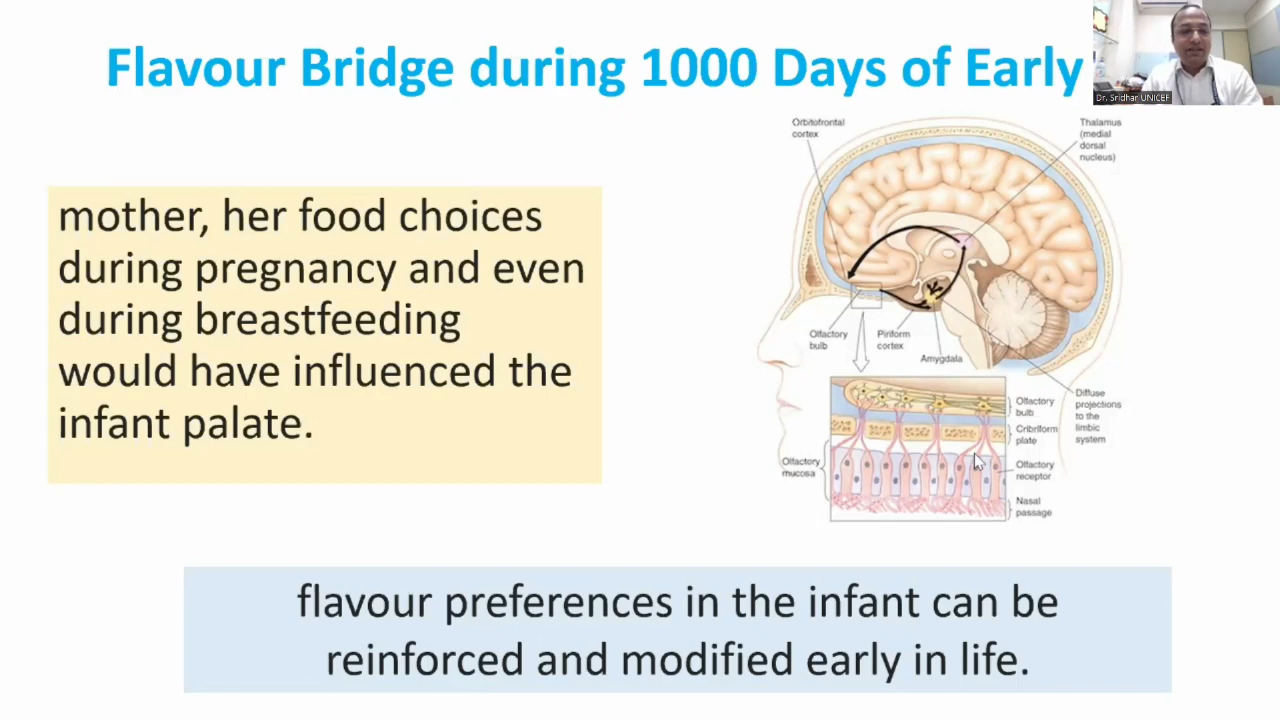 Flavour Bridge during 1000 Days of Early
Dr. Sridhar UNICEF
mother, her food choices
during pregnancy and even
during breastfeeding
would have influenced the
infant palate.
Orbitofrontal
cortex
Thalamus
(medial
dorsal
nucleus)
Olfactory
bulb
Piriform
cortex
Amygdala
Diffuse
projections
to the
limbic
system
Olfactory
bulb
Cribriform
plate
Olfactory
mucosa
Olfactory
receptor
Nasal
passage
flavour preferences in the infant can be
reinforced and modified early in life.